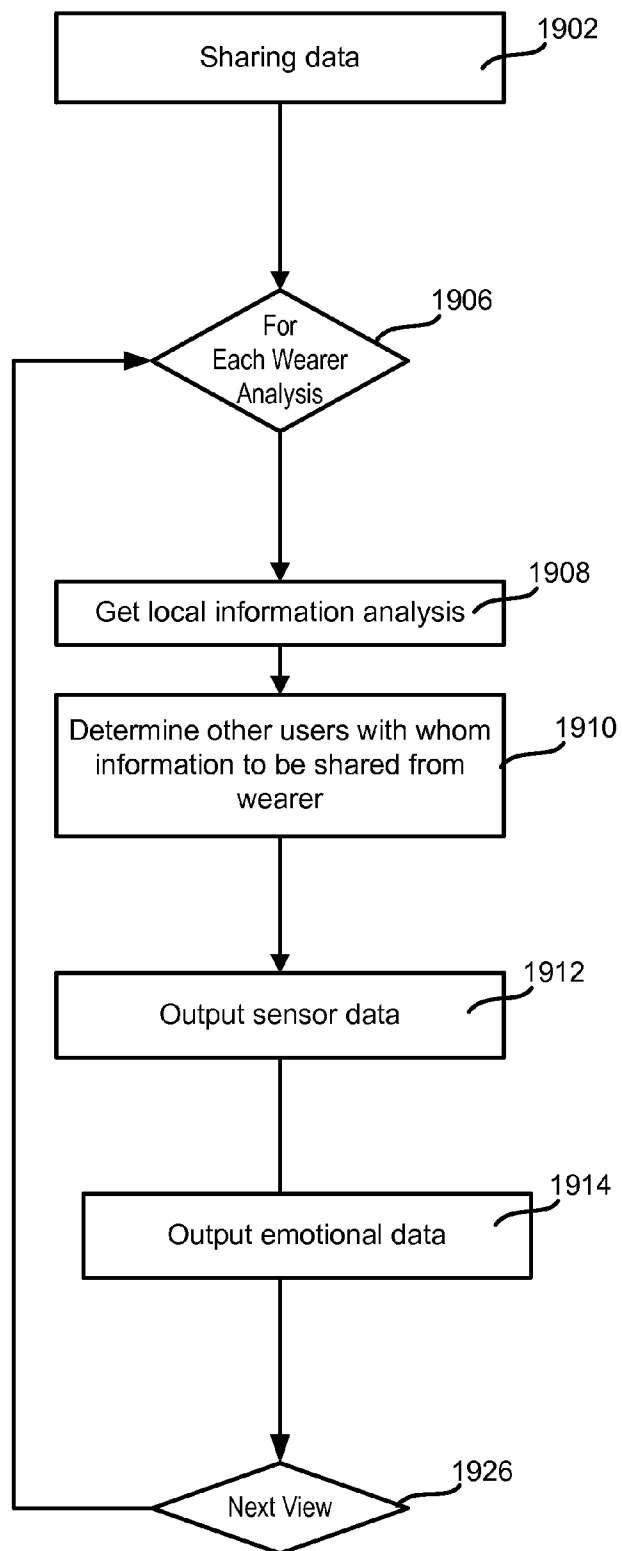 1902
Sharing data
1906
For
Each Wearer
Analysis
1908
Get local information analysis
Determine other users with whom
information to be shared from
wearer
1910
1912
Output sensor data
1914
Output emotional data
1926
Next View